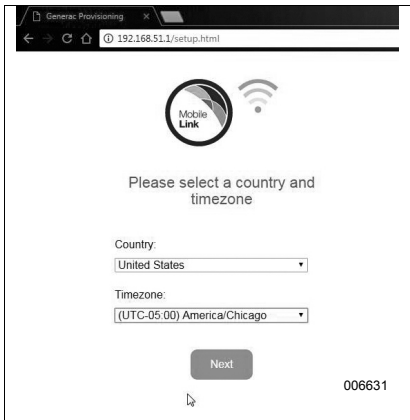 Generac Provisioning
192.168.51.1/setup.html
Mobile
Link
Please select a country and
timezone
Country:
United States
Timezone:
(UTC-05:00) America/Chicago
Next
006631